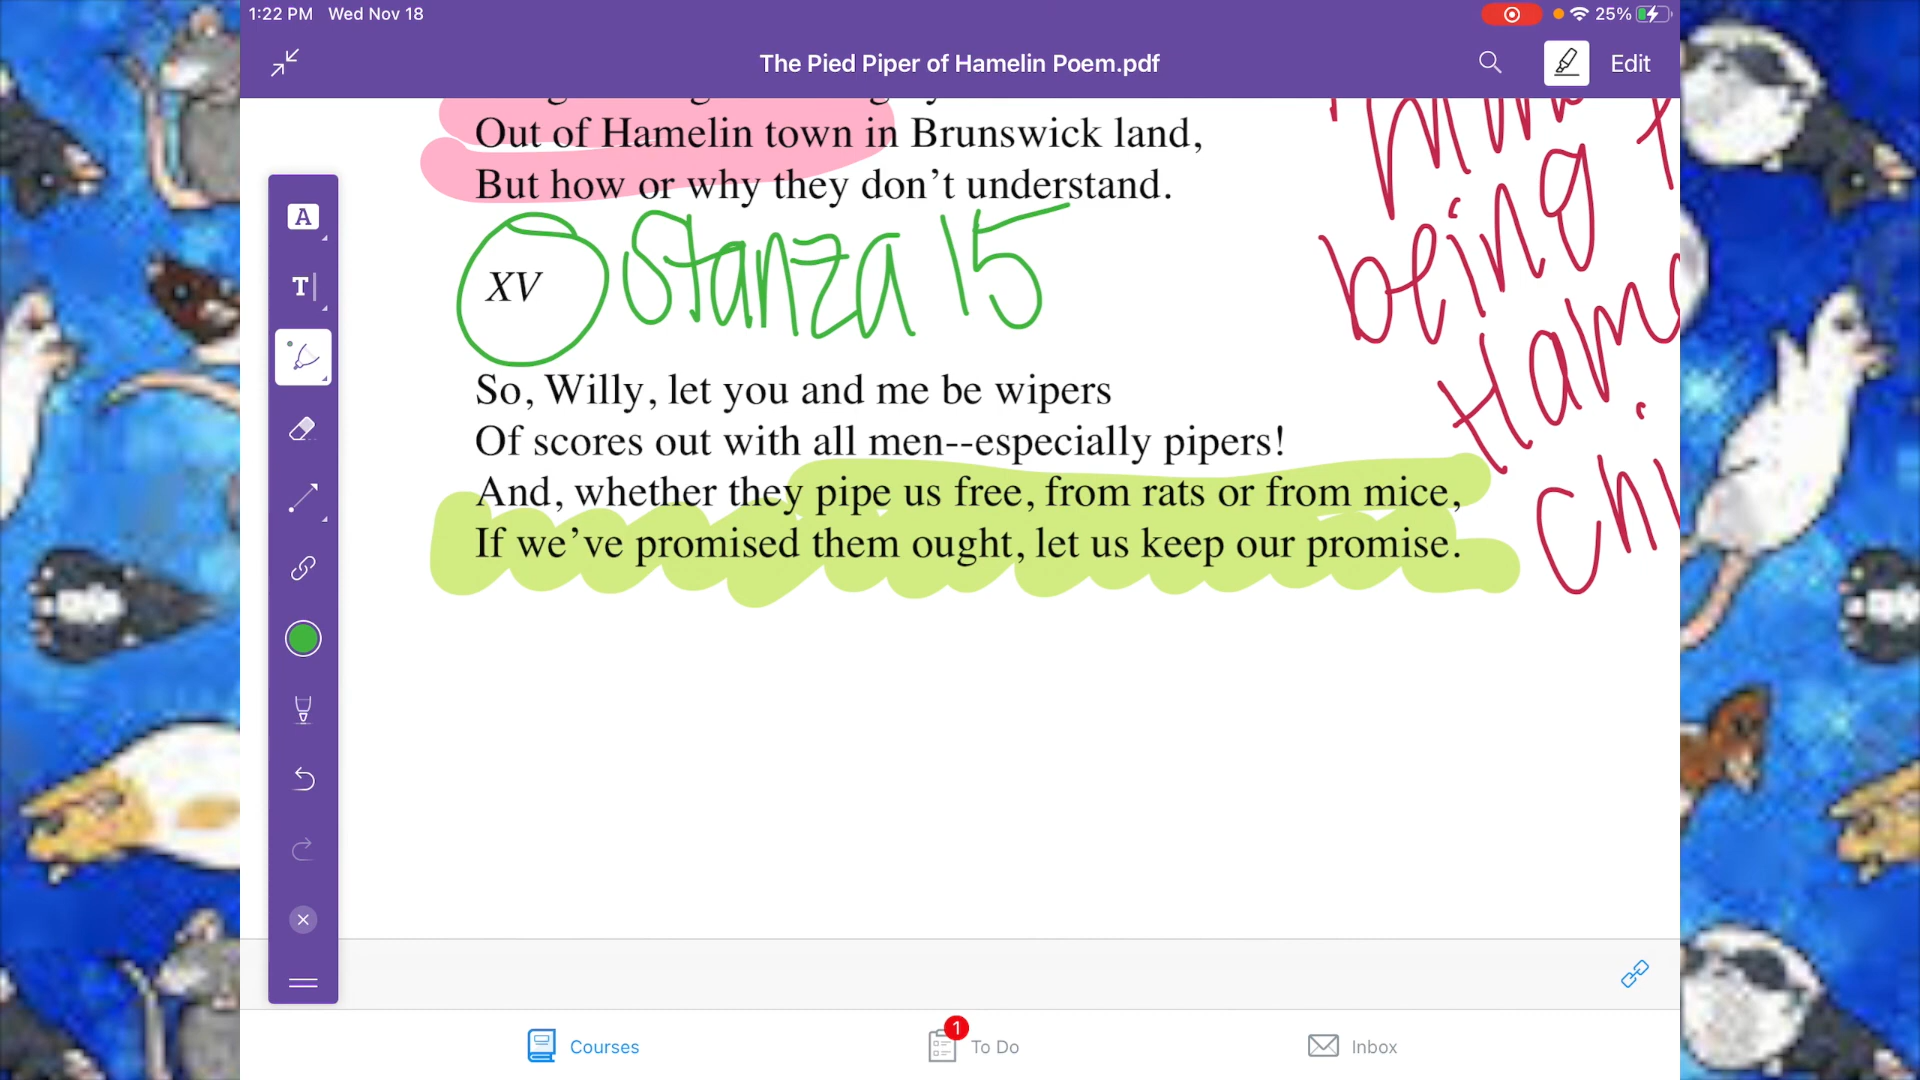 1:22 PM Wed Nov 18
25%
The Pied Piper of Hamelin Poem.pdf
Edit
Out of Hamelin town in Brunswick land,
But how or why they don’t understand.
being
XV
Stanza 15
So, Willy, let you and me be wipers
Of scores out with all men--especially pipers!
And, whether they pipe us free, from rats or from mice,
If we’ve promised them ought, let us keep our promise.
A
T
Courses
1
To Do
Inbox